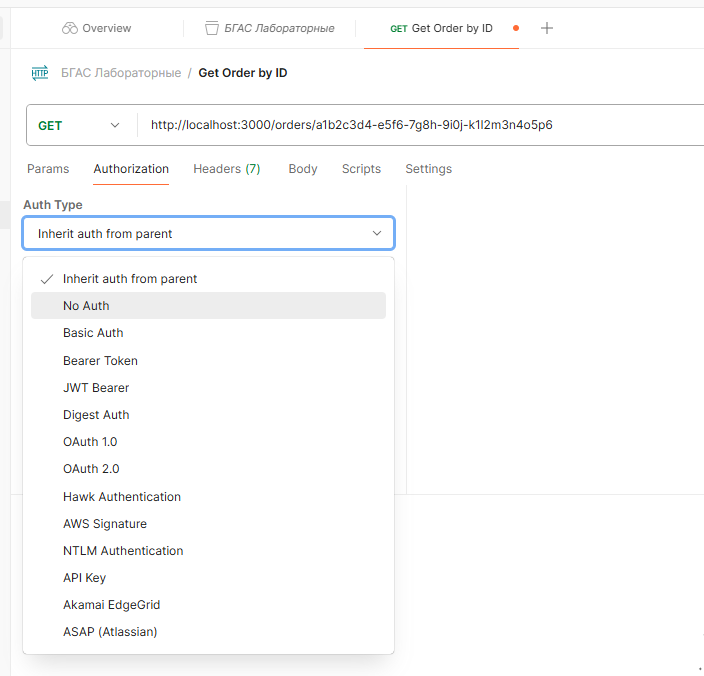 Overview БГАС Лабораторные GET Get Order by ID
HTTP БГАС Лабораторные / Get Order by ID
GET http://localhost:3000/orders/a1b2c3d4-e5f6-7g8h-9i0j-k1l2m3n4o5p6
Params Authorization Headers (7) Body Scripts Settings
Auth Type
Inherit auth from parent
Inherit auth from parent
No Auth
Basic Auth
Bearer Token
JWT Bearer
Digest Auth
OAuth 1.0
OAuth 2.0
Hawk Authentication
AWS Signature
NTLM Authentication
API Key
Akamai EdgeGrid
ASAP (Atlassian)